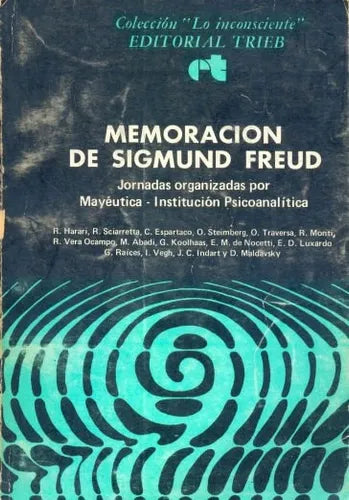 Colección "Lo inconsciente"
EDITORIAL TRIEB
et
MEMORACION
DE SIGMUND FREUD
Jornadas organizadas por
Mayéutica - Institución Psicoanalítica
R. Harari, R. Sciarretta, C. Espartaco, O. Steimberg, O. Traversa, R. Monti,
R. Vera Ocampo, M. Abadi, G. Koolhaas, E. M. de Nocetti, E. D. Luxardo
G. Raíces, I. Vegh, J. C. Indart y D. Maldavsky